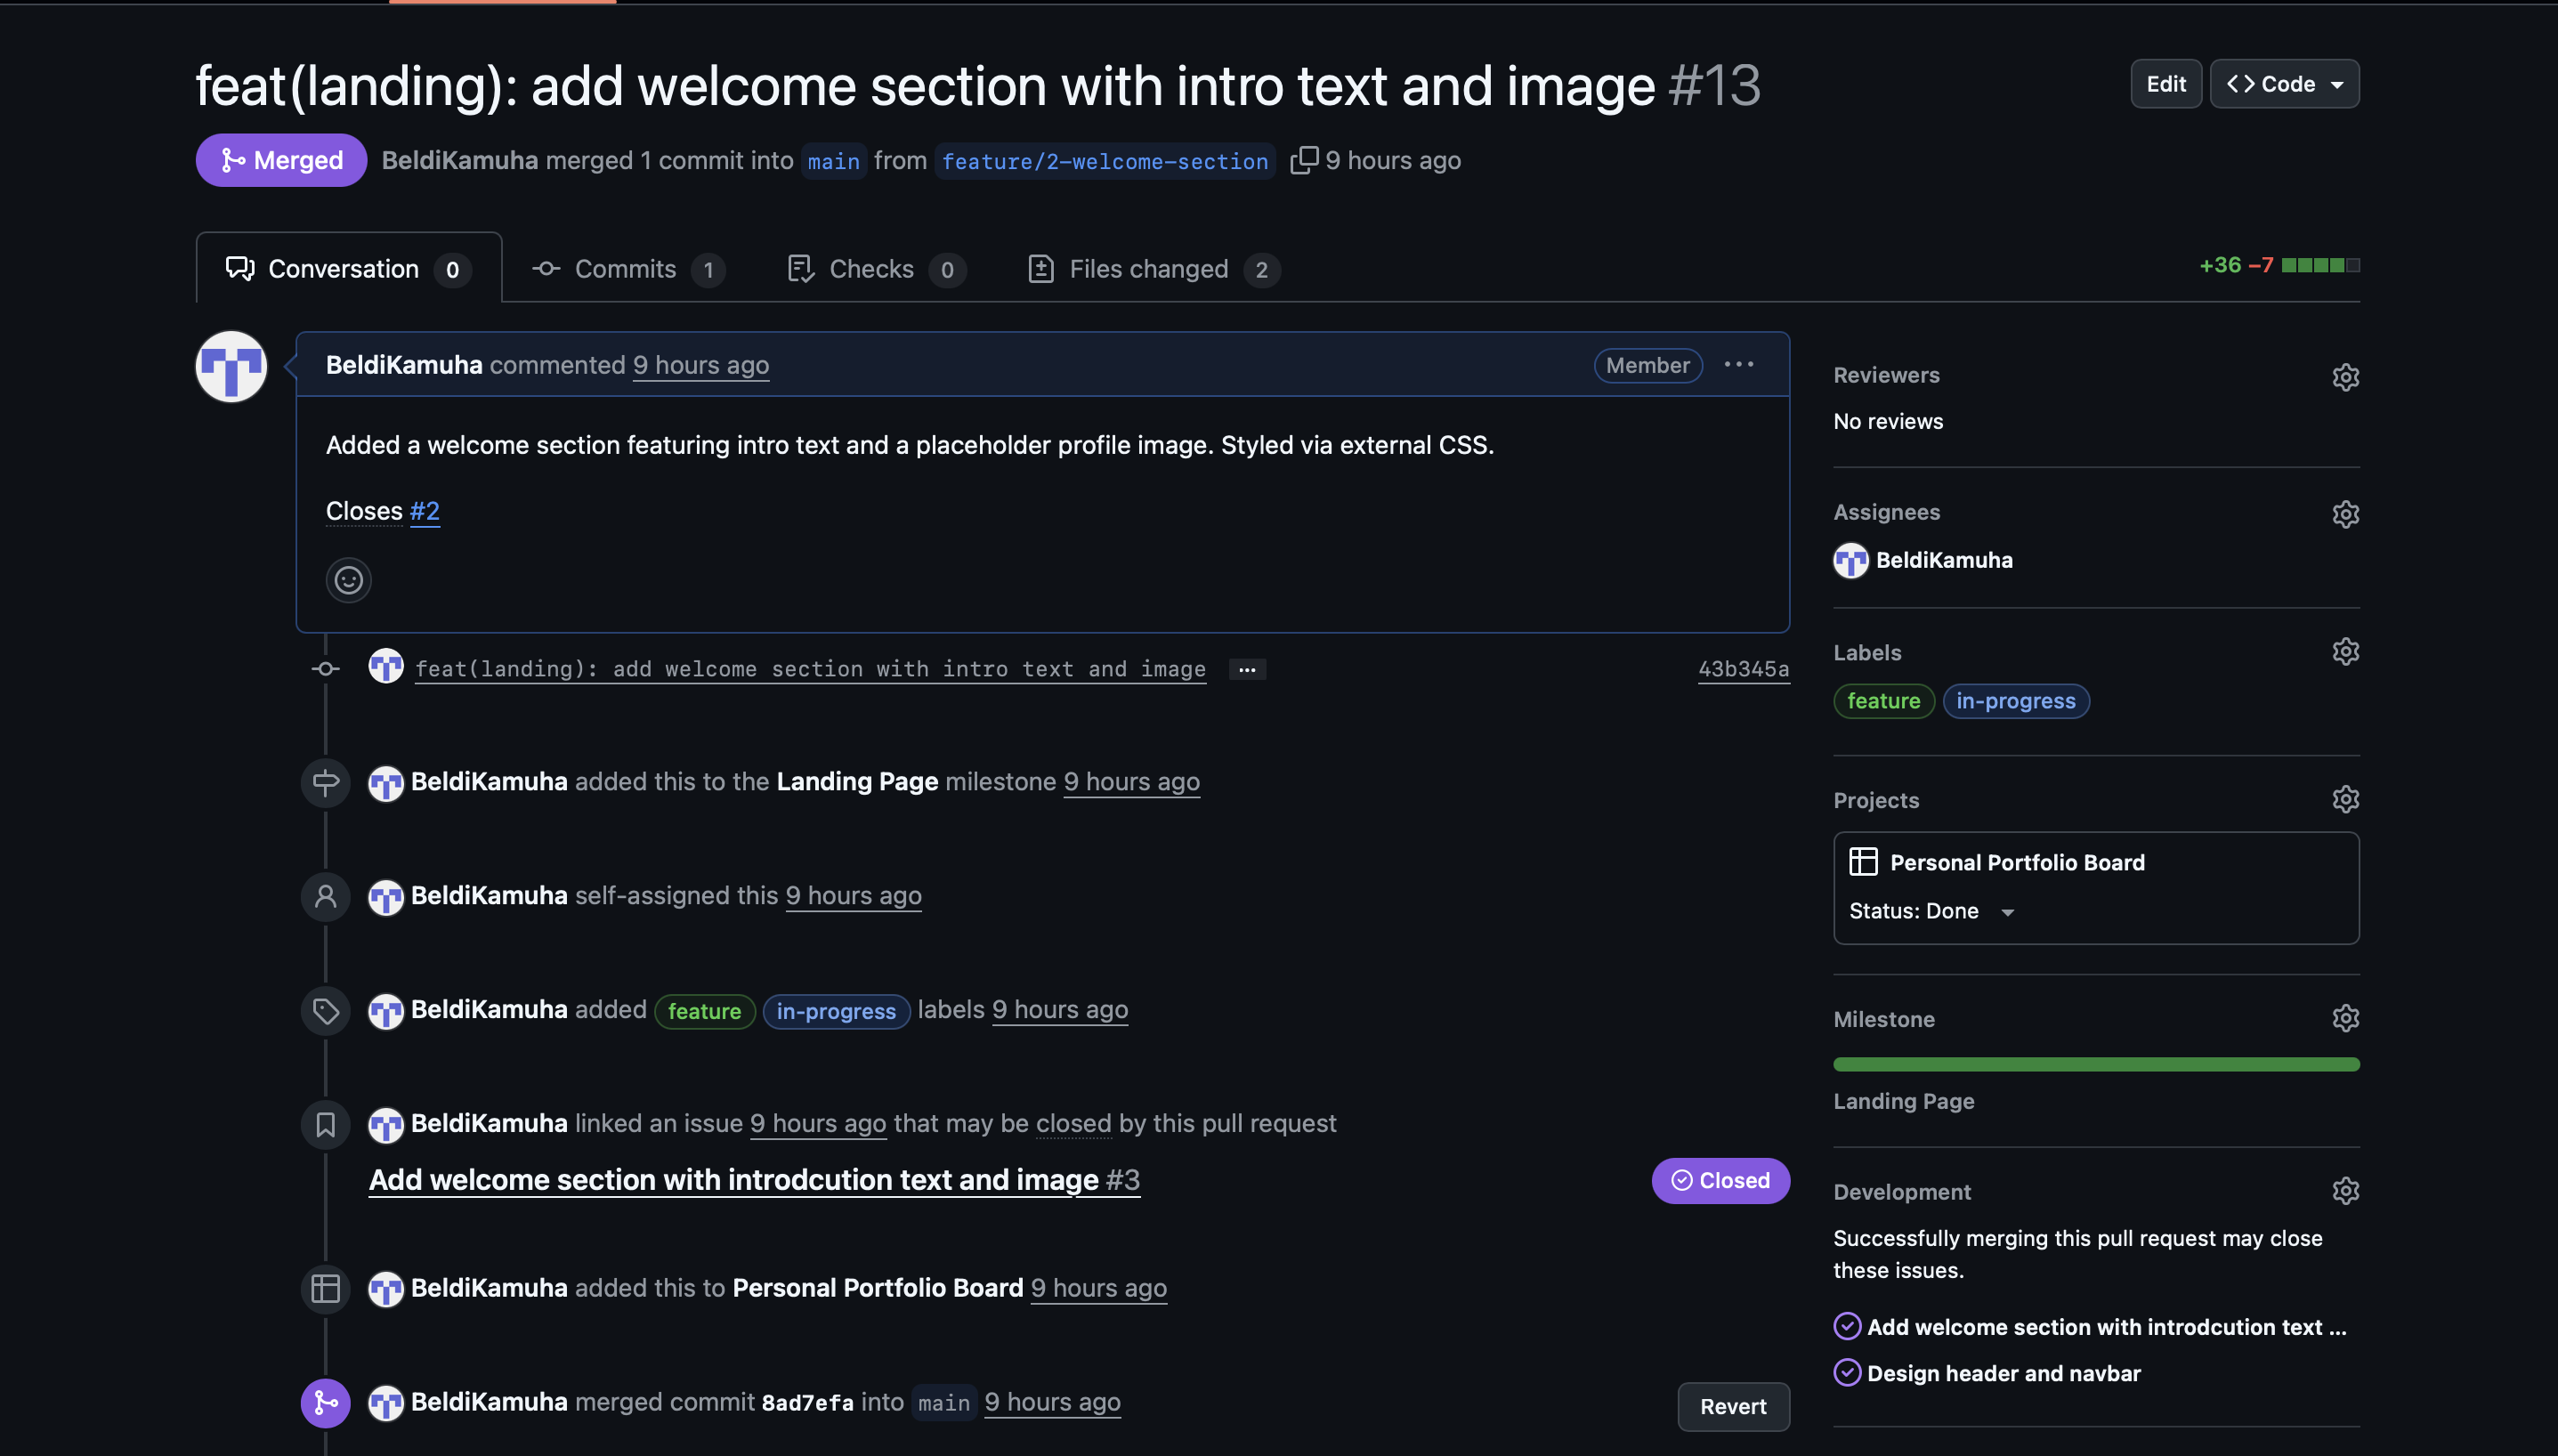 feat(landing): add welcome section with intro text and image #13
Edit
Code
Merged
BeldiKamuha merged 1 commit into main from feature/2-welcome-section 9 hours ago
Conversation 0
Commits 1
Checks 0
Files changed 2
+36 −7
BeldiKamuha commented 9 hours ago
Member
Added a welcome section featuring intro text and a placeholder profile image. Styled via external CSS.
Closes #2
feat(landing): add welcome section with intro text and image ...
43b345a
BeldiKamuha added this to the Landing Page milestone 9 hours ago
BeldiKamuha self-assigned this 9 hours ago
BeldiKamuha added feature in-progress labels 9 hours ago
BeldiKamuha linked an issue 9 hours ago that may be closed by this pull request
Add welcome section with introdcution text and image #3
Closed
BeldiKamuha added this to Personal Portfolio Board 9 hours ago
BeldiKamuha merged commit 8ad7efa into main 9 hours ago
Revert
Reviewers
No reviews
Assignees
BeldiKamuha
Labels
feature in-progress
Projects
Personal Portfolio Board
Status: Done
Milestone
Landing Page
Development
Successfully merging this pull request may close
these issues.
Add welcome section with introdcution text ...
Design header and navbar